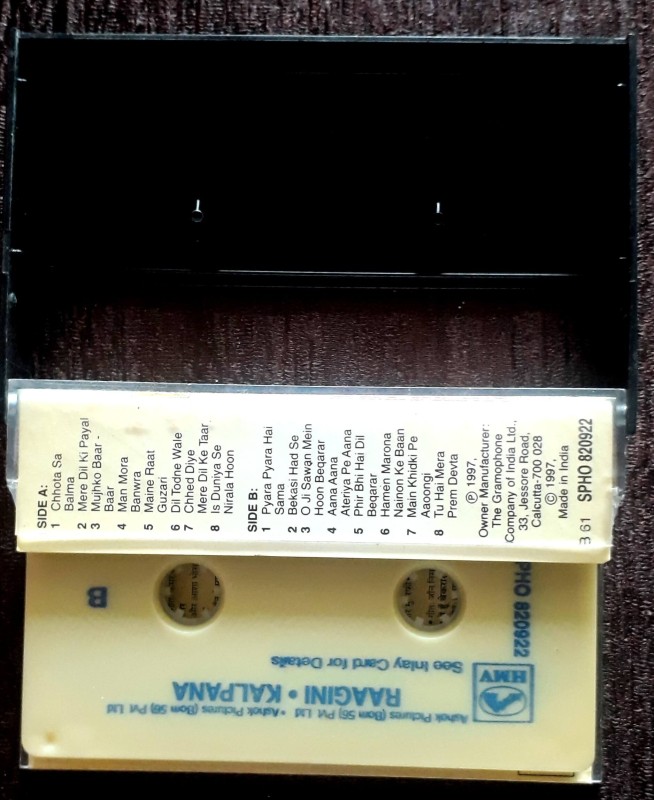 SIDE A:
1 Chhota Sa
Balma
2 Mere Dil Ki Payal
3 Mujhko Baar -
Baar
4 Man Mora
Banwra
5 Maine Raat
Guzari
6 Dil Todne Wale
7 Chhed Diye
Mere Dil Ke Taar
8 Is Duniya Se
Nirala Hoon
SIDE B:
1 Pyara Pyara Hai
Sama
2 Bekasi Had Se
3 O Ji Sawan Mein
Hoon Beqarar
4 Aana Aana
Ateriya Pe Aana
5 Phir Bhi Hai Dil
Beqarar
6 Hamen Marona
Nainon Ke Baan
7 Main Khidki Pe
Aaoongi
8 Tu Hai Mera
Prem Devta
℗ 1997,
Owner Manufacturer:
The Gramophone
Company of India Ltd.,
33, Jessore Road,
Calcutta-700 028
© 1997,
Made in India
B 61 SPHO 820922
Ashok Pictures (Bom 56) Pvt Ltd • Ashok Pictures (Bom 56) Pvt Ltd
RAAGINI • KALPANA
See Inlay Card for Details
HMV
SPHO 820922
B